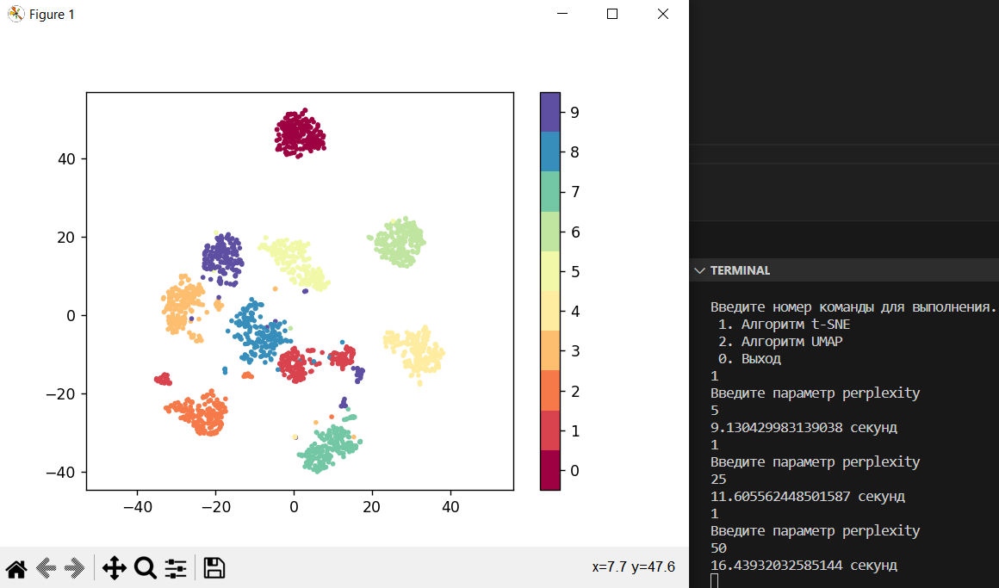 Figure 1
40
20
0
−20
−40
−40
−20
0
20
40
9
8
7
6
5
4
3
2
1
0
x=7.7 y=47.6
TERMINAL
Введите номер команды для выполнения.
1. Алгоритм t-SNE
2. Алгоритм UMAP
0. Выход
1
Введите параметр perplexity
5
9.130429983139038 секунд
1
Введите параметр perplexity
25
11.605562448501587 секунд
1
Введите параметр perplexity
50
16.43932032585144 секунд